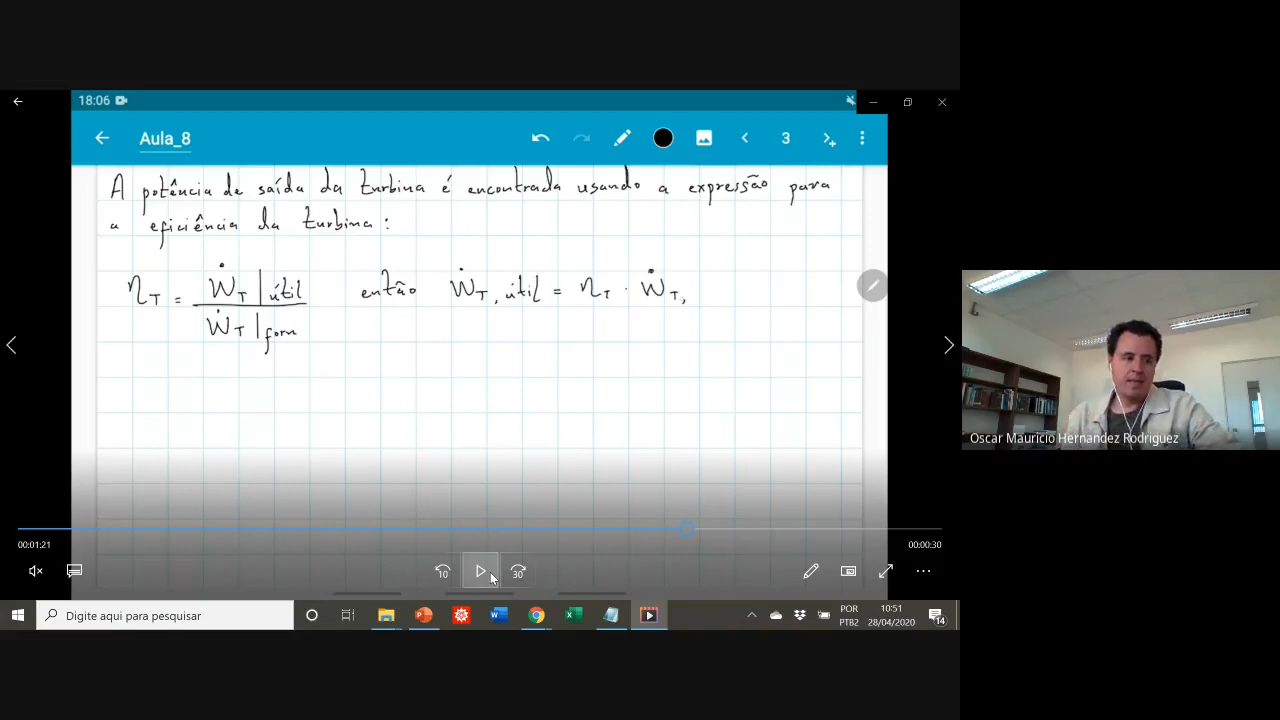 18:06
Aula_8
3
A potência de saída da turbina é encontrada usando a expressão para
a eficiência da turbina:
η_T = Ẇ_T|útil / Ẇ_T|forn então Ẇ_T, útil = η_T · Ẇ_T,
Oscar Mauricio Hernandez Rodriguez
00:01:21
00:00:30
10
30
Digite aqui para pesquisar
POR
PTB2
10:51
28/04/2020
14